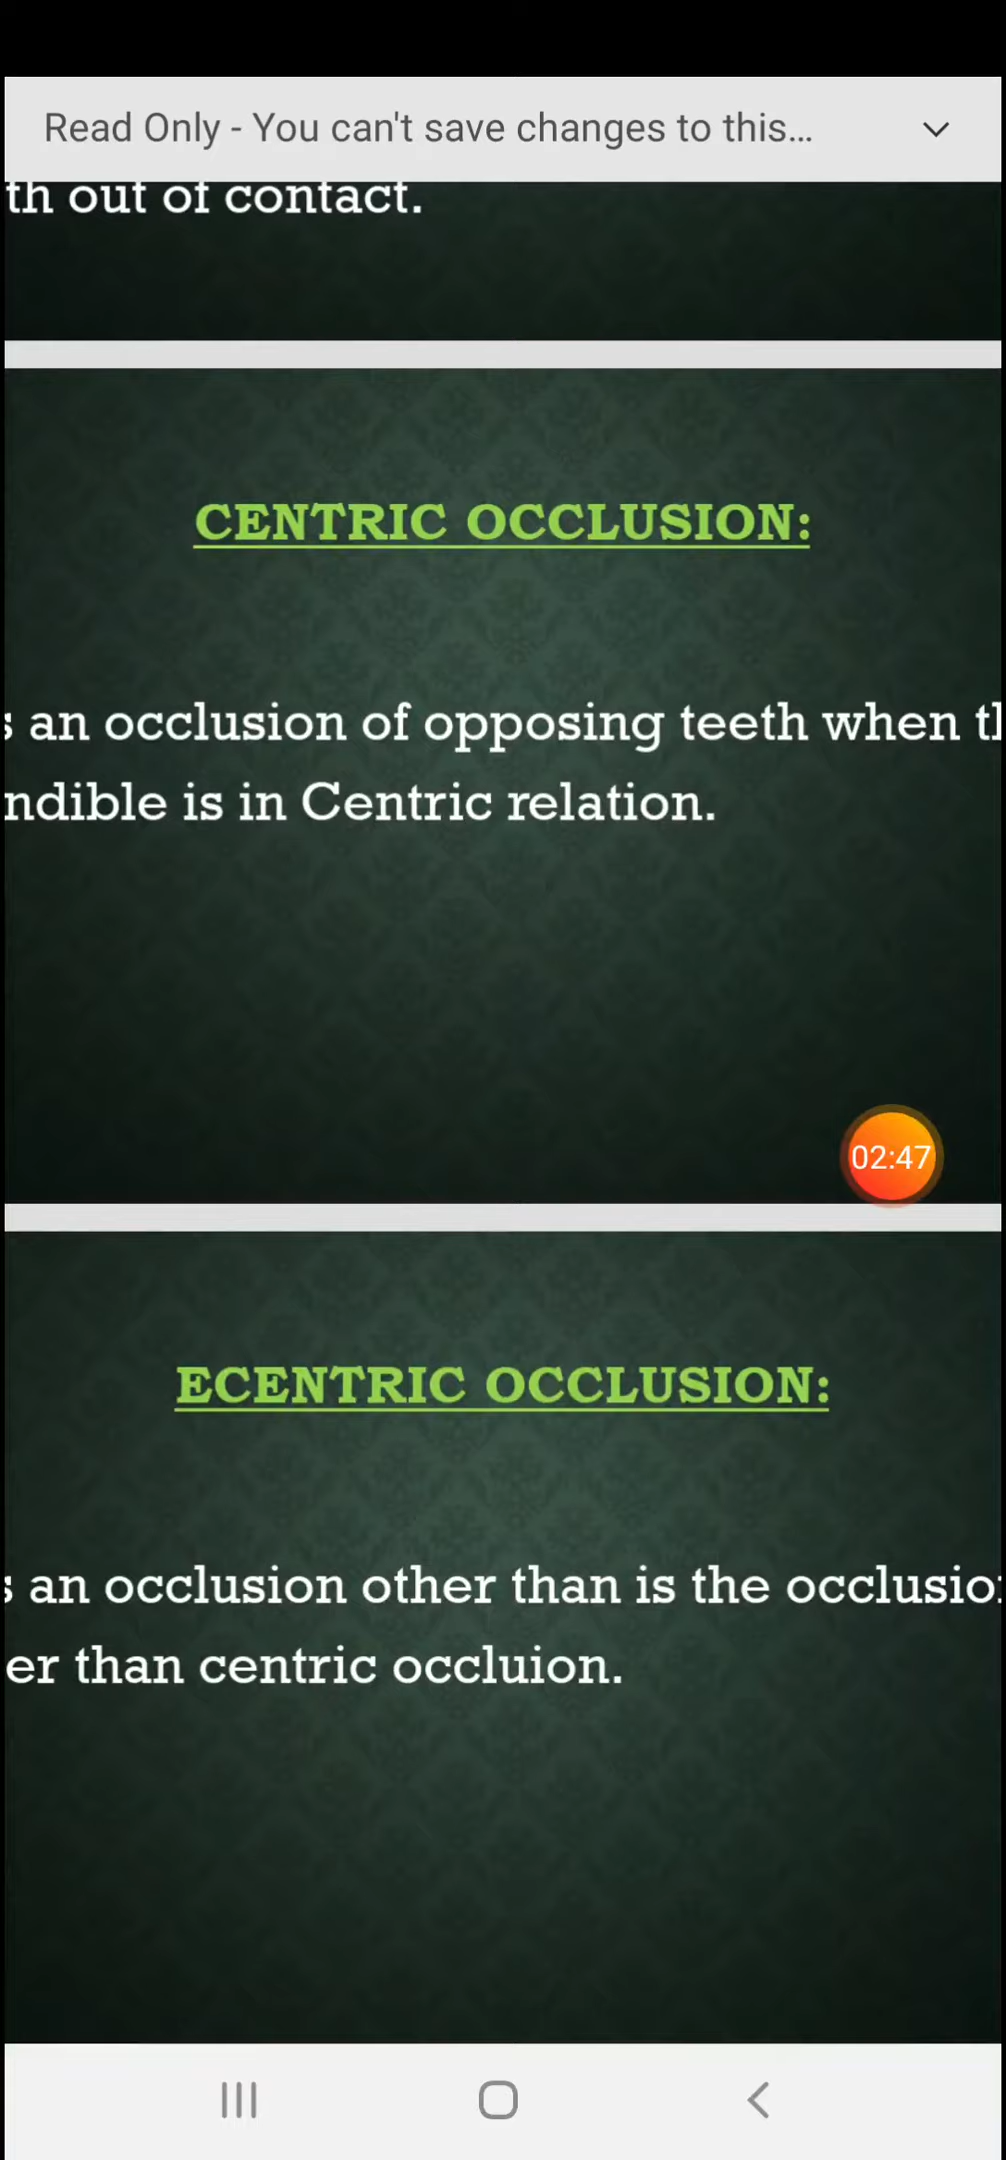 Read Only - You can't save changes to this...
th out of contact.
CENTRIC OCCLUSION:
an occlusion of opposing teeth when
ndible is in Centric relation.
02:47
ECENTRIC OCCLUSION:
an occlusion other than is the occlusio
er than centric occluion.